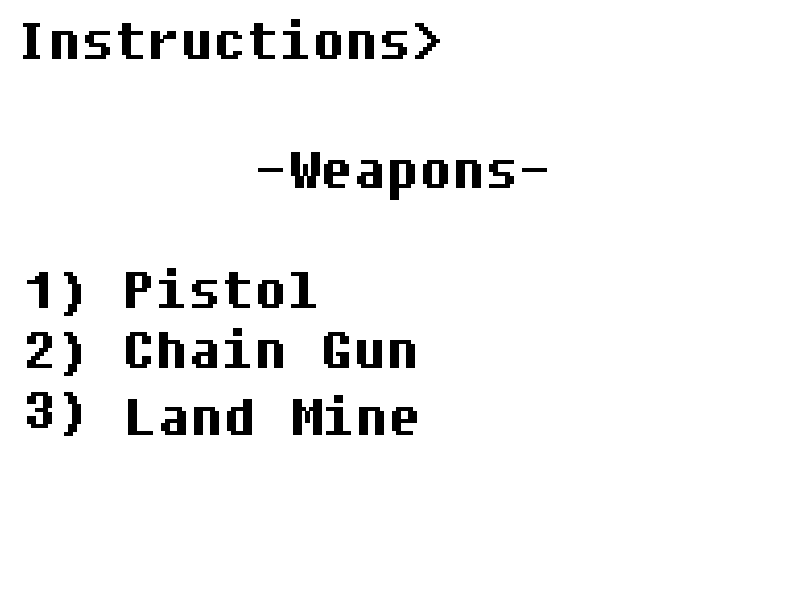 Instructions>
-Weapons-
1) Pistol
2) Chain Gun
3) Land Mine